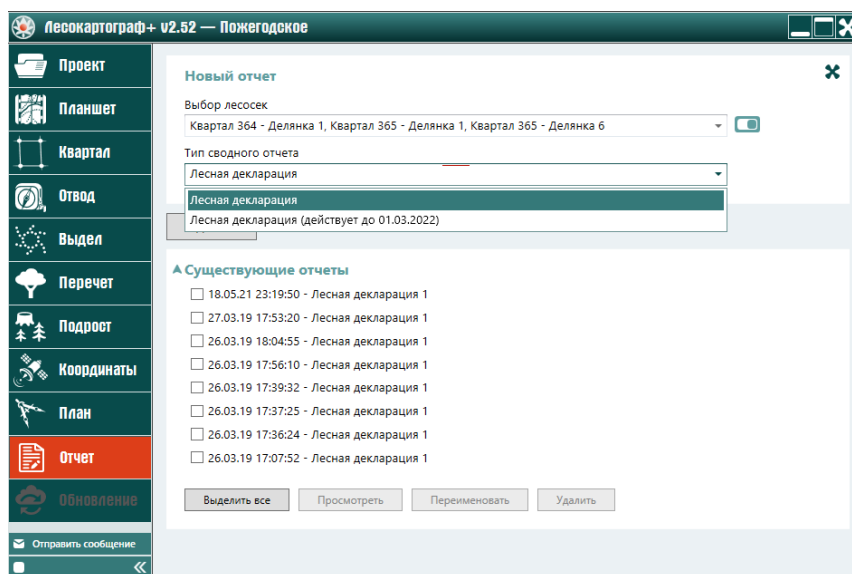 Лесокартограф+ v2.52 — Пожегодское
Проект
Планшет
Квартал
Отвод
Выдел
Перечет
Подрост
Координаты
План
Отчет
Обновление
Отправить сообщение
Новый отчет
Выбор лесосек
Квартал 364 - Делянка 1, Квартал 365 - Делянка 1, Квартал 365 - Делянка 6
Тип сводного отчета
Лесная декларация
Лесная декларация
Лесная декларация (действует до 01.03.2022)
Существующие отчеты
18.05.21 23:19:50 - Лесная декларация 1
27.03.19 17:53:20 - Лесная декларация 1
26.03.19 18:04:55 - Лесная декларация 1
26.03.19 17:56:10 - Лесная декларация 1
26.03.19 17:39:32 - Лесная декларация 1
26.03.19 17:37:25 - Лесная декларация 1
26.03.19 17:36:24 - Лесная декларация 1
26.03.19 17:07:52 - Лесная декларация 1
Выделить все
Просмотреть
Переименовать
Удалить